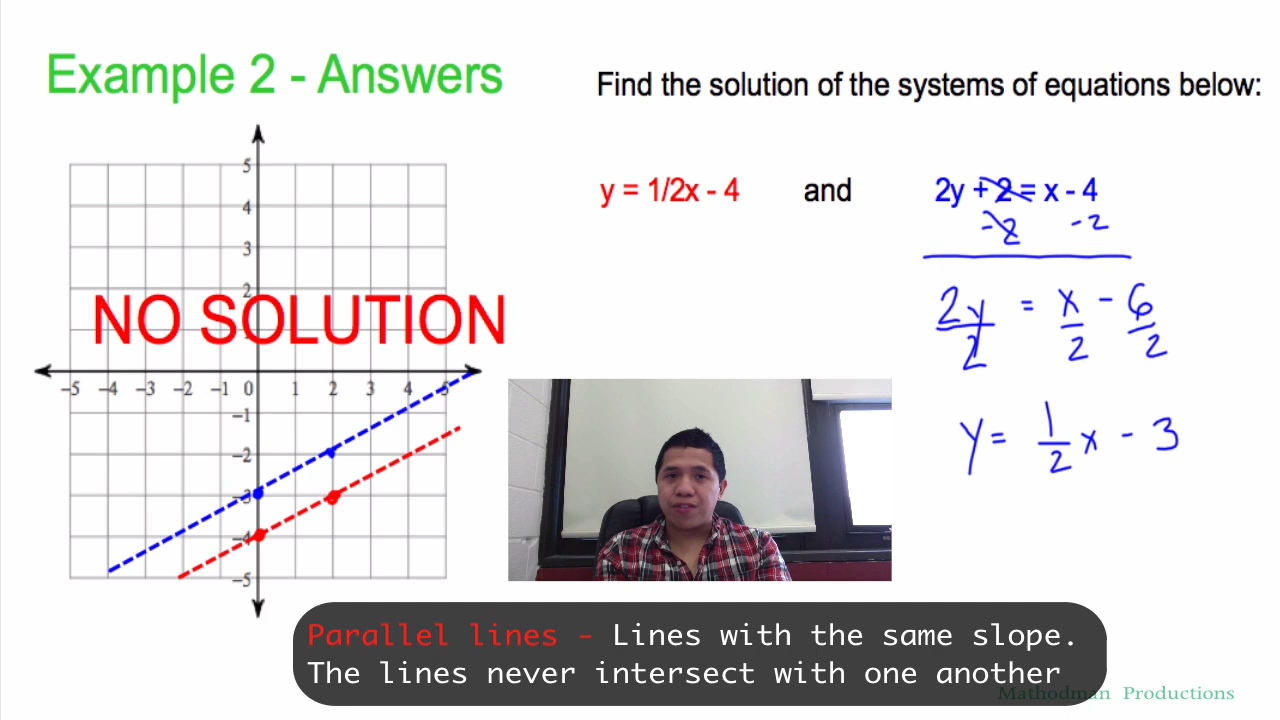 Example 2 - Answers
Find the solution of the systems of equations below:
y = 1/2x - 4 and 2y + 2 = x - 4
-2 -2
2y/2 = x/2 - 6/2
y = 1/2 x - 3
5
4
3
2
NO SOLUTION
-5 -4 -3 -2 -1 0 1 2 3 4 5
-1
-2
-3
-4
-5
Parallel lines - Lines with the same slope.
The lines never intersect with one another
Mathodman Productions